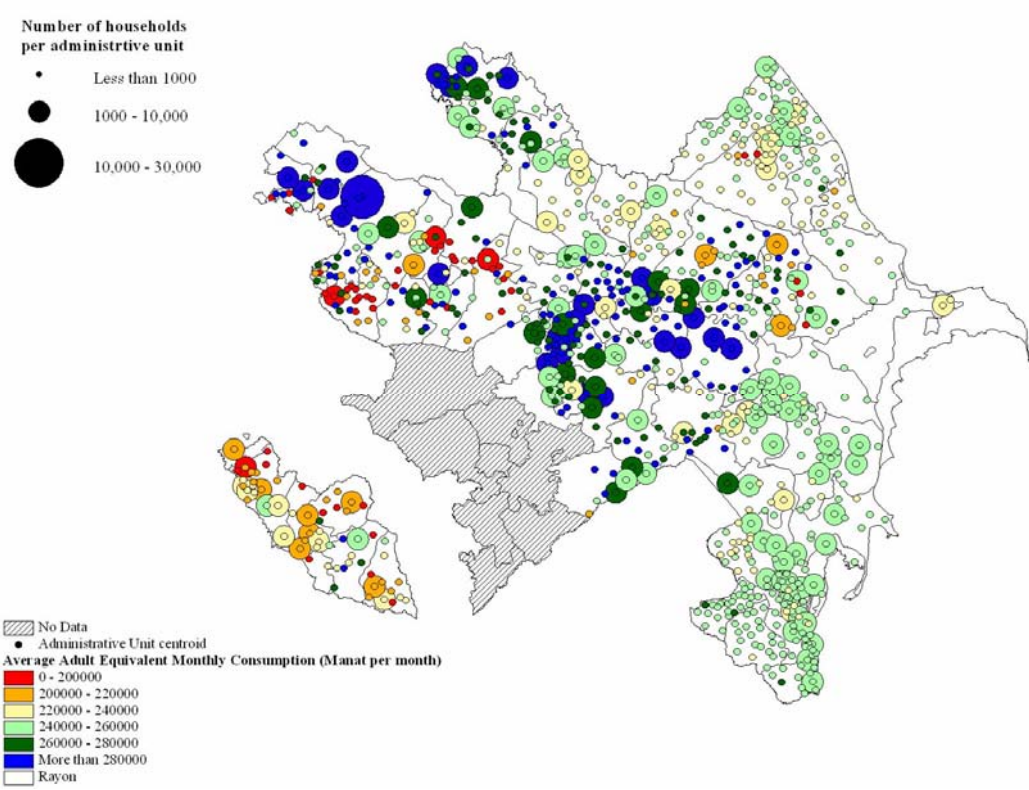 Number of households
per administrtive unit
Less than 1000
1000 - 10,000
10,000 - 30,000
No Data
Administrative Unit centroid
Average Adult Equivalent Monthly Consumption (Manat per month)
0 - 200000
200000 - 220000
220000 - 240000
240000 - 260000
260000 - 280000
More than 280000
Rayon